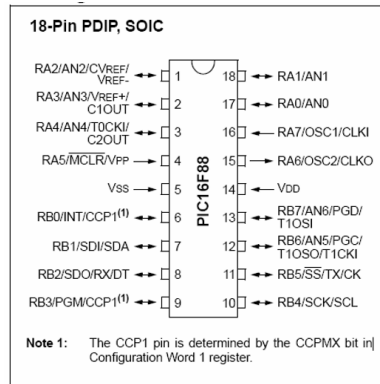 18-Pin PDIP, SOIC
RA2/AN2/CVREF/
VREF-
1
18
RA1/AN1
RA3/AN3/VREF+/
C1OUT
2
17
RA0/AN0
RA4/AN4/T0CKI/
C2OUT
3
16
RA7/OSC1/CLKI
RA5/MCLR/VPP
4
15
RA6/OSC2/CLKO
VSS
5
14
VDD
RB0/INT/CCP1(1)
6
13
RB7/AN6/PGD/
T1OSI
RB1/SDI/SDA
7
12
RB6/AN5/PGC/
T1OSO/T1CKI
RB2/SDO/RX/DT
8
11
RB5/SS/TX/CK
RB3/PGM/CCP1(1)
9
10
RB4/SCK/SCL
PIC16F88
Note 1: The CCP1 pin is determined by the CCPMX bit in
Configuration Word 1 register.